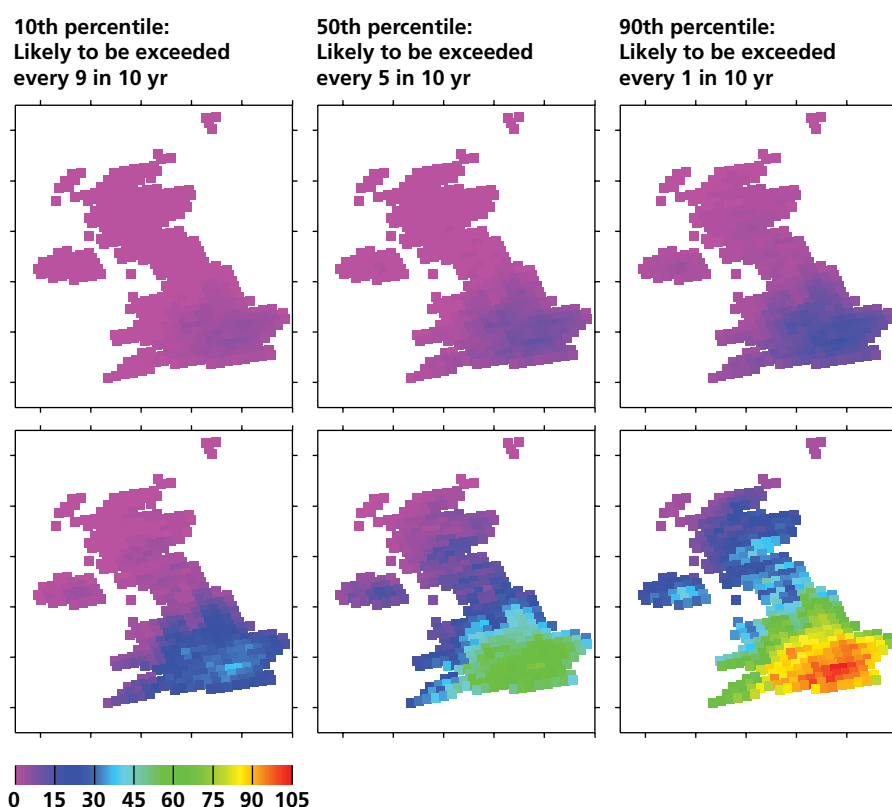 10th percentile:
Likely to be exceeded
every 9 in 10 yr
50th percentile:
Likely to be exceeded
every 5 in 10 yr
90th percentile:
Likely to be exceeded
every 1 in 10 yr
0 15 30 45 60 75 90 105